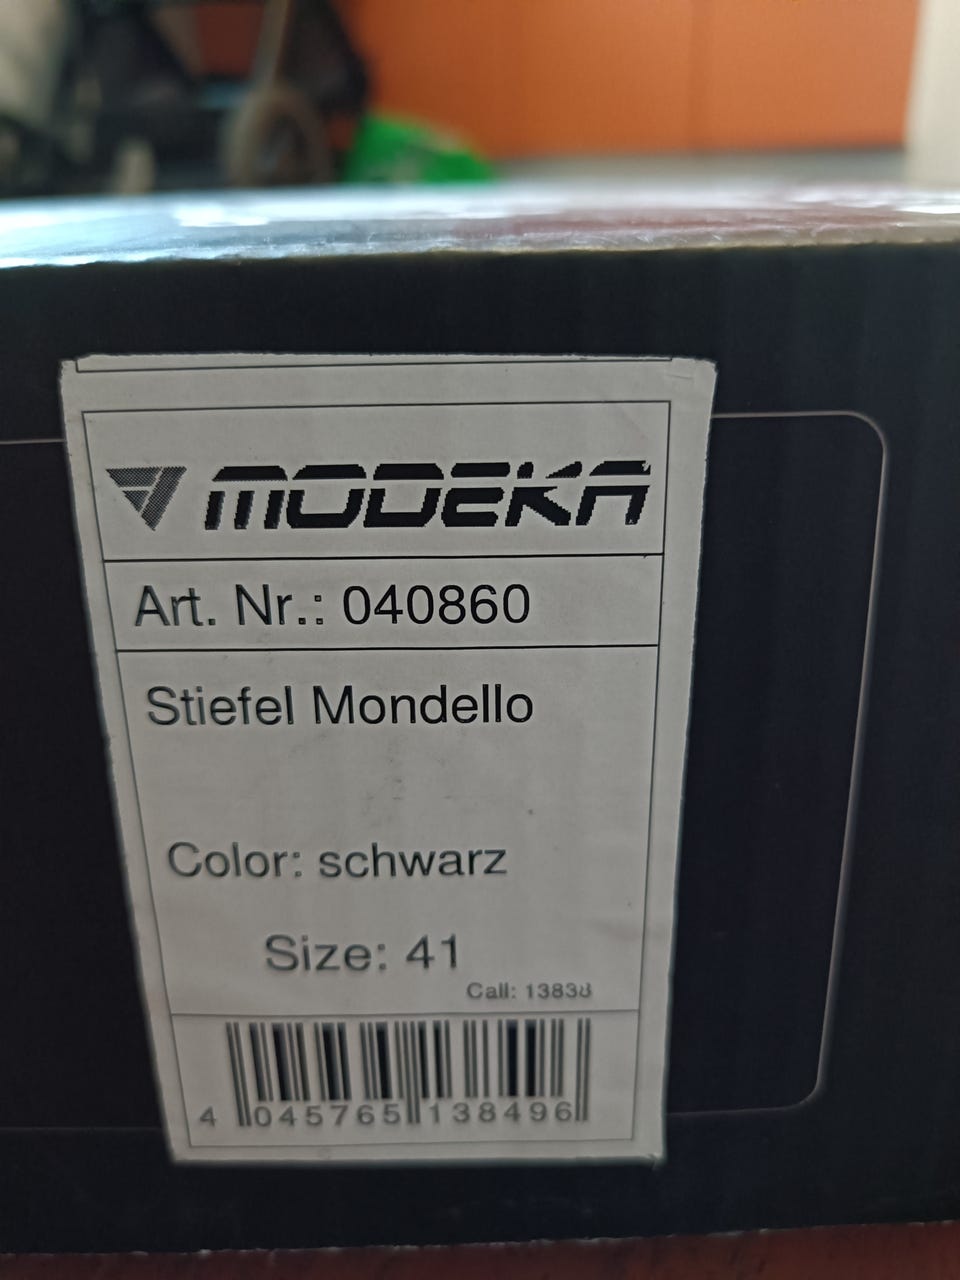 MODEKA
Art. Nr.: 040860
Stiefel Mondello
Color: schwarz
Size: 41
Call: 13838
4 045765 138496